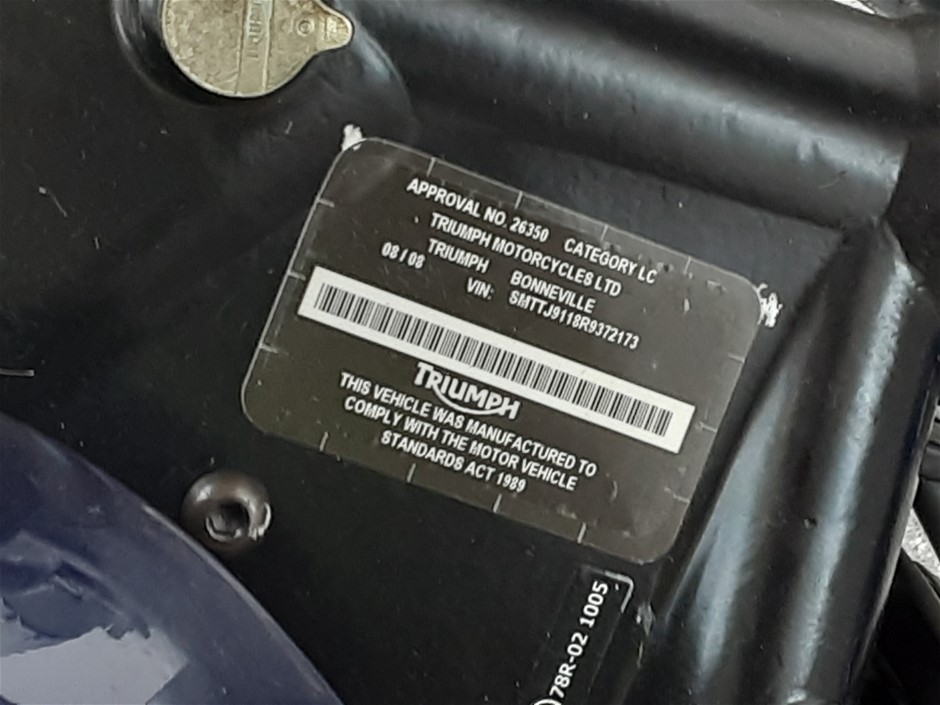 APPROVAL NO. 26350 CATEGORY LC
TRIUMPH MOTORCYCLES LTD
08 / 08 TRIUMPH BONNEVILLE
VIN: SMTTJ9118R9372173
TRIUMPH
THIS VEHICLE WAS MANUFACTURED TO
COMPLY WITH THE MOTOR VEHICLE
STANDARDS ACT 1989
78R-02 1005